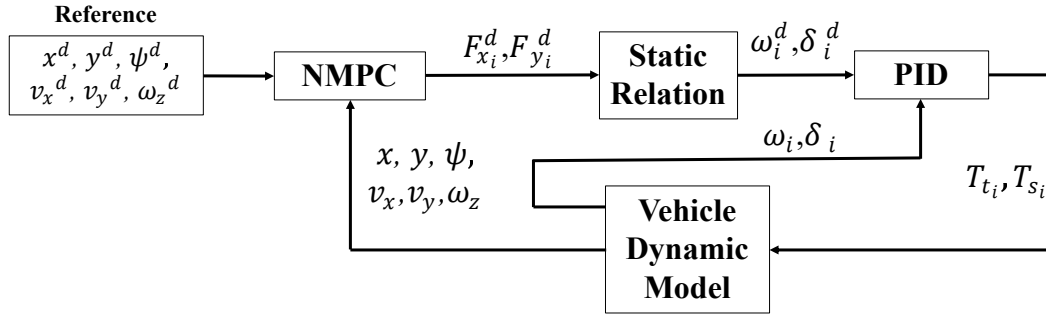 Reference
x^d, y^d, ψ^d,
v_x^d, v_y^d, ω_z^d
NMPC
F_{x_i}^d, F_{y_i}^d
Static
Relation
ω_i^d, δ_i^d
PID
ω_i, δ_i
x, y, ψ,
v_x, v_y, ω_z
T_{t_i}, T_{s_i}
Vehicle
Dynamic
Model